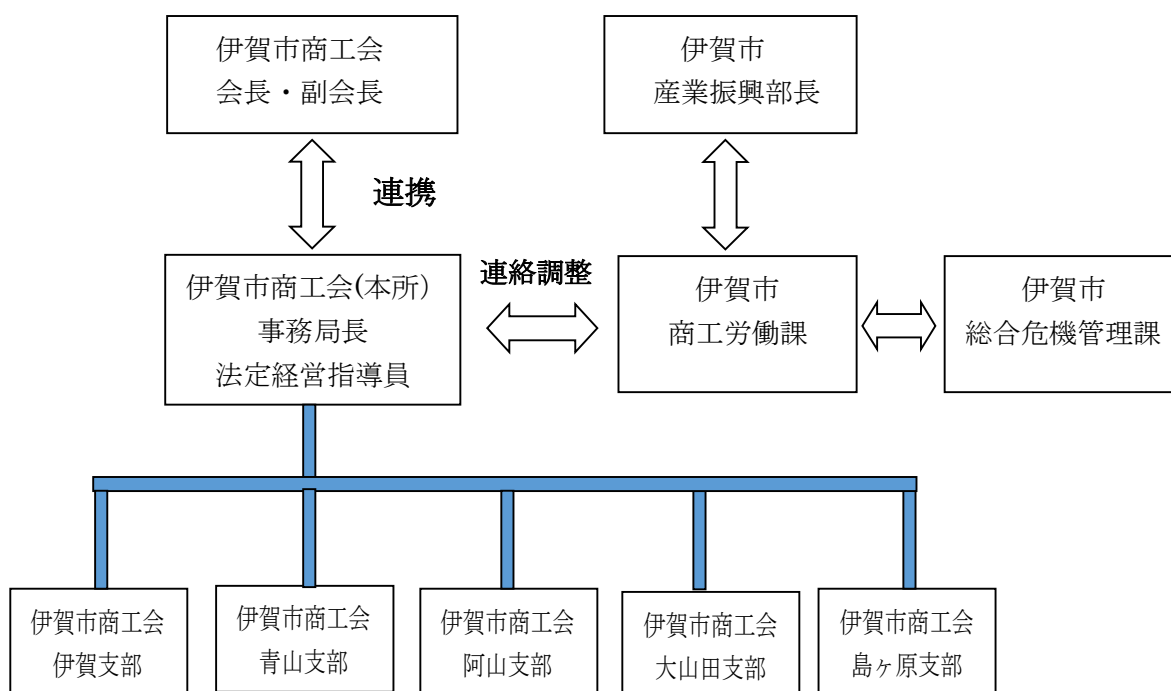 伊賀市商工会
会長・副会長
伊賀市
産業振興部長
連携
伊賀市商工会(本所)
事務局長
法定経営指導員
連絡調整
伊賀市
商工労働課
伊賀市
総合危機管理課
伊賀市商工会
伊賀支部
伊賀市商工会
青山支部
伊賀市商工会
阿山支部
伊賀市商工会
大山田支部
伊賀市商工会
島ヶ原支部